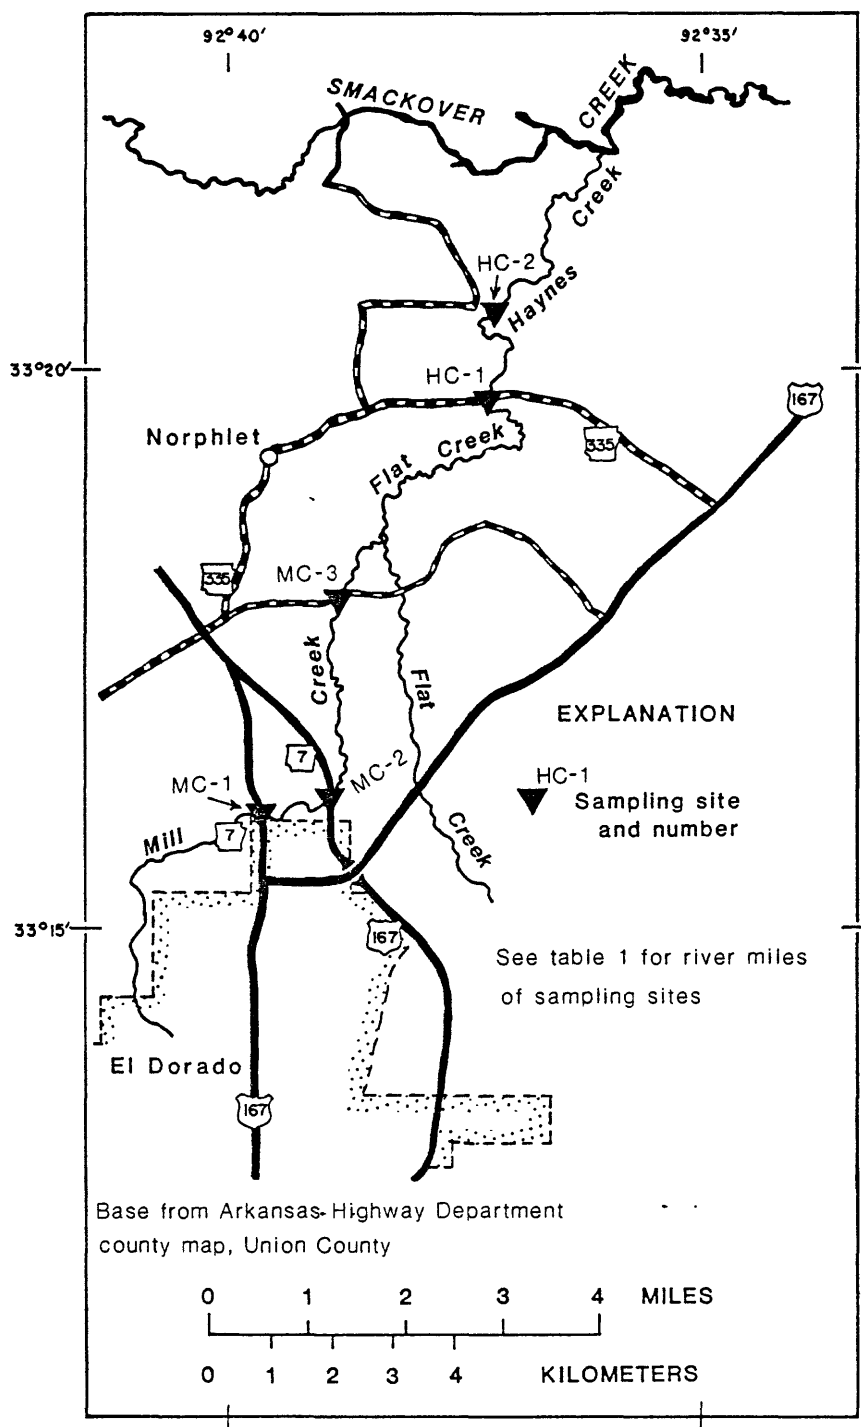 92°40'
92°35'
SMACKOVER
CREEK
Creek
HC-2
Haynes
33°20'
HC-1
167
Norphlet
Flat Creek
335
335
MC-3
Creek
Flat
EXPLANATION
7
MC-2
MC-1
HC-1
Sampling site
and number
7
Mill
Creek
33°15'
167
See table 1 for river miles
of sampling sites
El Dorado
167
Base from Arkansas Highway Department
county map, Union County
0 1 2 3 4 MILES
0 1 2 3 4 KILOMETERS